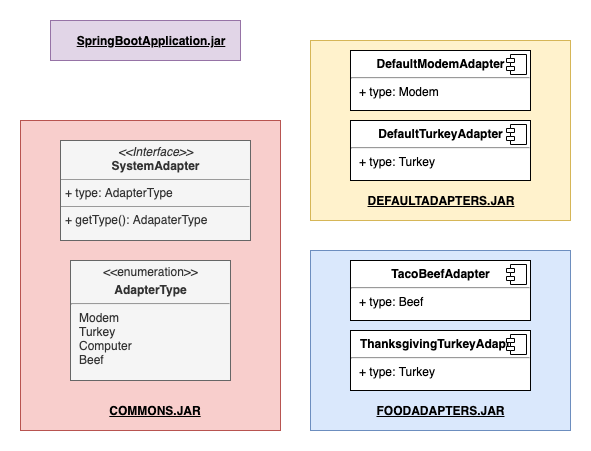 SpringBootApplication.jar
<<Interface>>
SystemAdapter
+ type: AdapterType
+ getType(): AdapaterType
<<enumeration>>
AdapterType
Modem
Turkey
Computer
Beef
COMMONS.JAR
DefaultModemAdapter
+ type: Modem
DefaultTurkeyAdapter
+ type: Turkey
DEFAULTADAPTERS.JAR
TacoBeefAdapter
+ type: Beef
ThanksgivingTurkeyAdap
+ type: Turkey
FOODADAPTERS.JAR